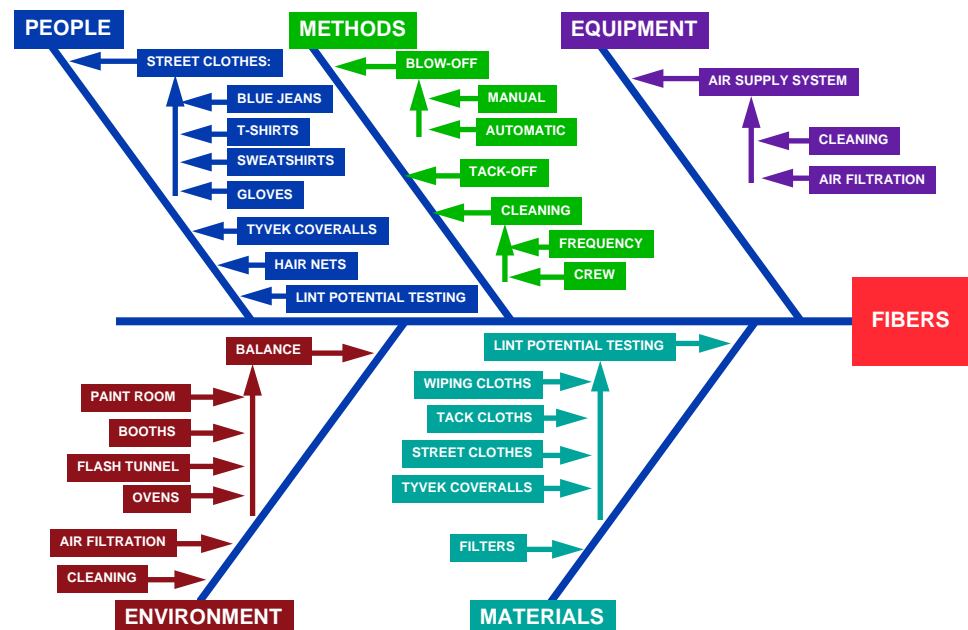 PEOPLE
STREET CLOTHES:
BLUE JEANS
T-SHIRTS
SWEATSHIRTS
GLOVES
TYVEK COVERALLS
HAIR NETS
LINT POTENTIAL TESTING
METHODS
BLOW-OFF
MANUAL
AUTOMATIC
TACK-OFF
CLEANING
FREQUENCY
CREW
EQUIPMENT
AIR SUPPLY SYSTEM
CLEANING
AIR FILTRATION
FIBERS
BALANCE
PAINT ROOM
BOOTHS
FLASH TUNNEL
OVENS
AIR FILTRATION
CLEANING
ENVIRONMENT
LINT POTENTIAL TESTING
WIPING CLOTHS
TACK CLOTHS
STREET CLOTHES
TYVEK COVERALLS
FILTERS
MATERIALS